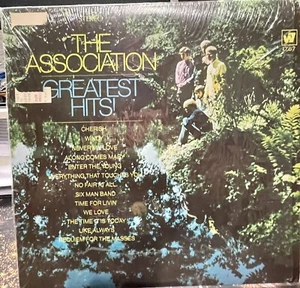 STEREO
THE
ASSOCIATION
GREATEST
HITS!
CHERISH
WINDY
NEVER MY LOVE
ALONG COMES MARY
ENTER THE YOUNG
EVERYTHING THAT TOUCHES YOU
NO FAIR AT ALL
SIX MAN BAND
TIME FOR LIVIN'
WE LOVE
THE TIME IT IS TODAY
LIKE ALWAYS
REQUIEM FOR THE MASSES